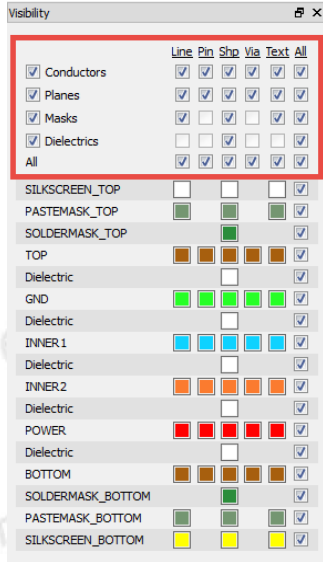 Visibility
Line Pin Shp Via Text All
Conductors
Planes
Masks
Dielectrics
All
SILKSCREEN_TOP
PASTEMASK_TOP
SOLDERMASK_TOP
TOP
Dielectric
GND
Dielectric
INNER1
Dielectric
INNER2
Dielectric
POWER
Dielectric
BOTTOM
SOLDERMASK_BOTTOM
PASTEMASK_BOTTOM
SILKSCREEN_BOTTOM